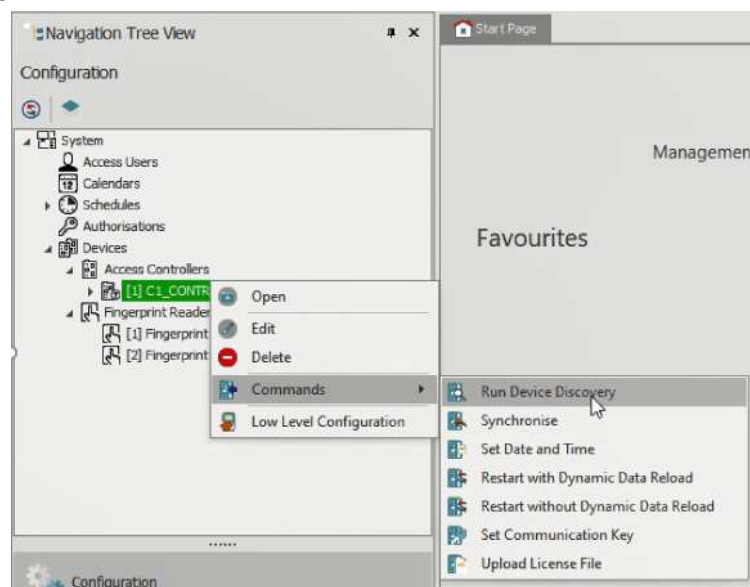 Navigation Tree View
Start Page
Configuration
System
Access Users
12 Calendars
Schedules
Authorisations
Devices
Access Controllers
[1] C1_CONTR
Fingerprint Reader
[1] Fingerprint
[2] Fingerprint
Open
Edit
Delete
Commands
Low Level Configuration
Managemen
Favourites
Run Device Discovery
Synchronise
Set Date and Time
Restart with Dynamic Data Reload
Restart without Dynamic Data Reload
Set Communication Key
Upload License File
Configuration